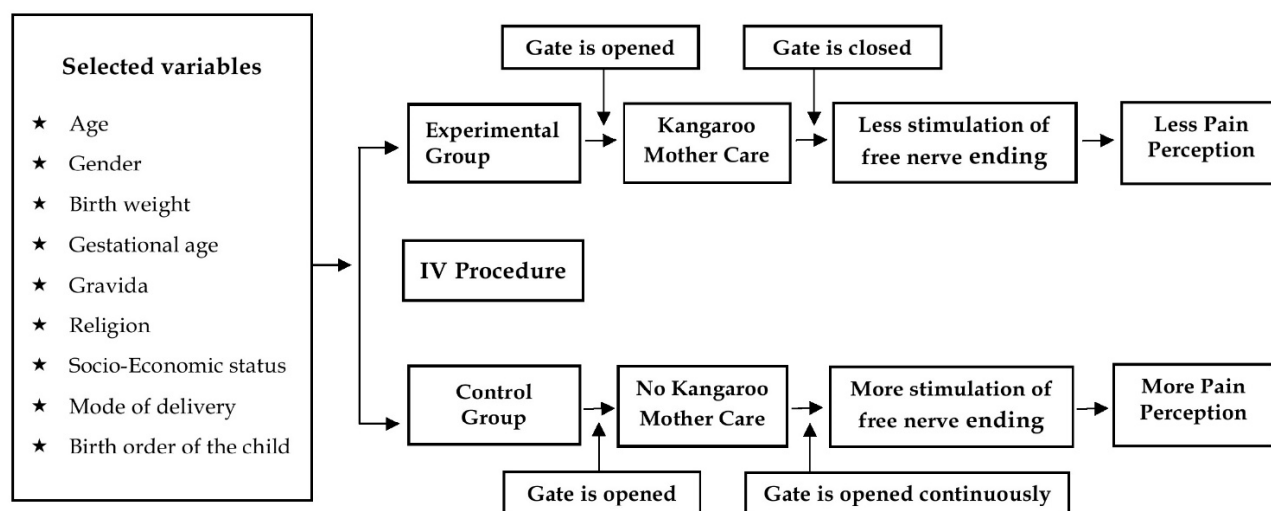 Selected variables
★ Age
★ Gender
★ Birth weight
★ Gestational age
★ Gravida
★ Religion
★ Socio-Economic status
★ Mode of delivery
★ Birth order of the child
Gate is opened
Gate is closed
Experimental
Group
Kangaroo
Mother Care
Less stimulation of
free nerve ending
Less Pain
Perception
IV Procedure
Control
Group
No Kangaroo
Mother Care
More stimulation of
free nerve ending
More Pain
Perception
Gate is opened
Gate is opened continuously